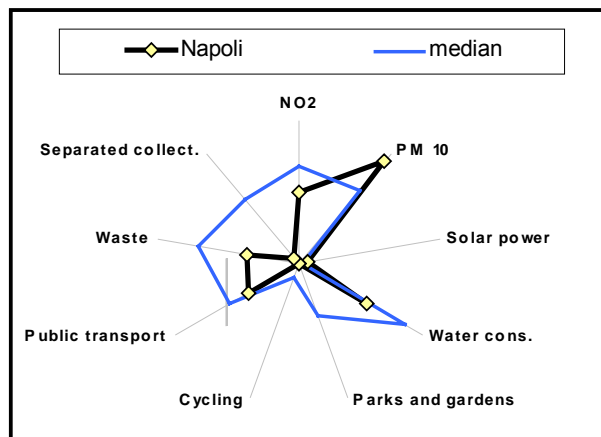 Napoli
median
NO2
PM 10
Separated collect.
Solar power
Waste
Water cons.
Public transport
Parks and gardens
Cycling